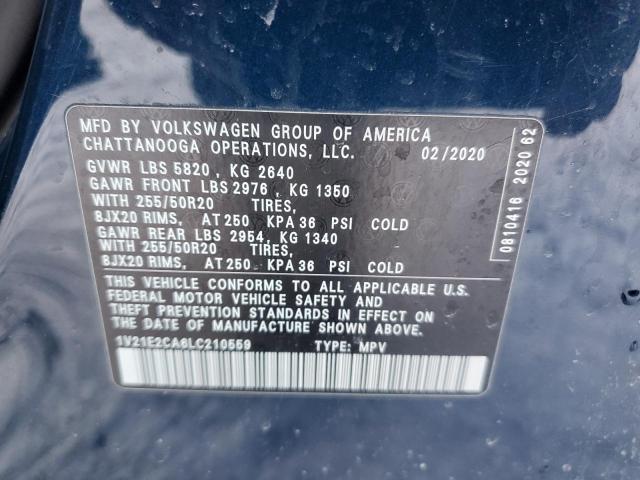 MFD BY VOLKSWAGEN GROUP OF AMERICA
CHATTANOOGA OPERATIONS, LLC. 02/2020
GVWR LBS 5820 , KG 2640
GAWR FRONT LBS 2976 , KG 1350
WITH 255/50R20 TIRES,
8JX20 RIMS, AT 250 KPA 36 PSI COLD
GAWR REAR LBS 2954, KG 1340
WITH 255/50R20 TIRES,
8JX20 RIMS, AT 250 KPA 36 PSI COLD
THIS VEHICLE CONFORMS TO ALL APPLICABLE U.S.
FEDERAL MOTOR VEHICLE SAFETY AND
THEFT PREVENTION STANDARDS IN EFFECT ON
THE DATE OF MANUFACTURE SHOWN ABOVE.
1V21E2CA6LC210559 TYPE: MPV
0810416 2020 62